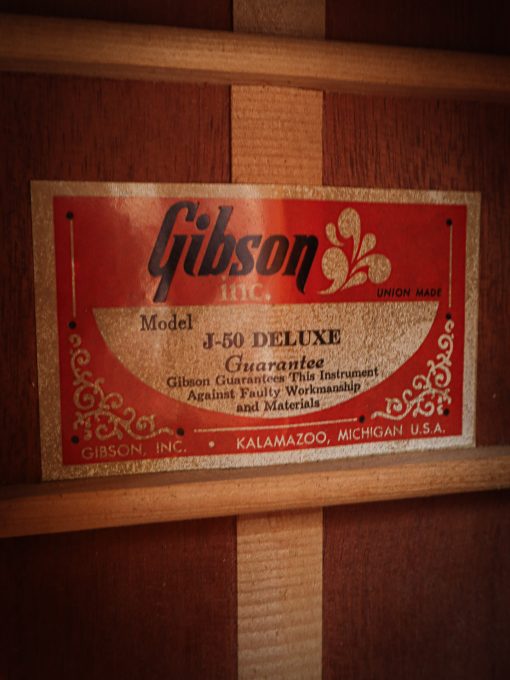 Gibson
INC.
UNION MADE
Model
J-50 DELUXE
Guarantee
Gibson Guarantees This Instrument
Against Faulty Workmanship
and Materials
GIBSON, INC. • KALAMAZOO, MICHIGAN U.S.A.